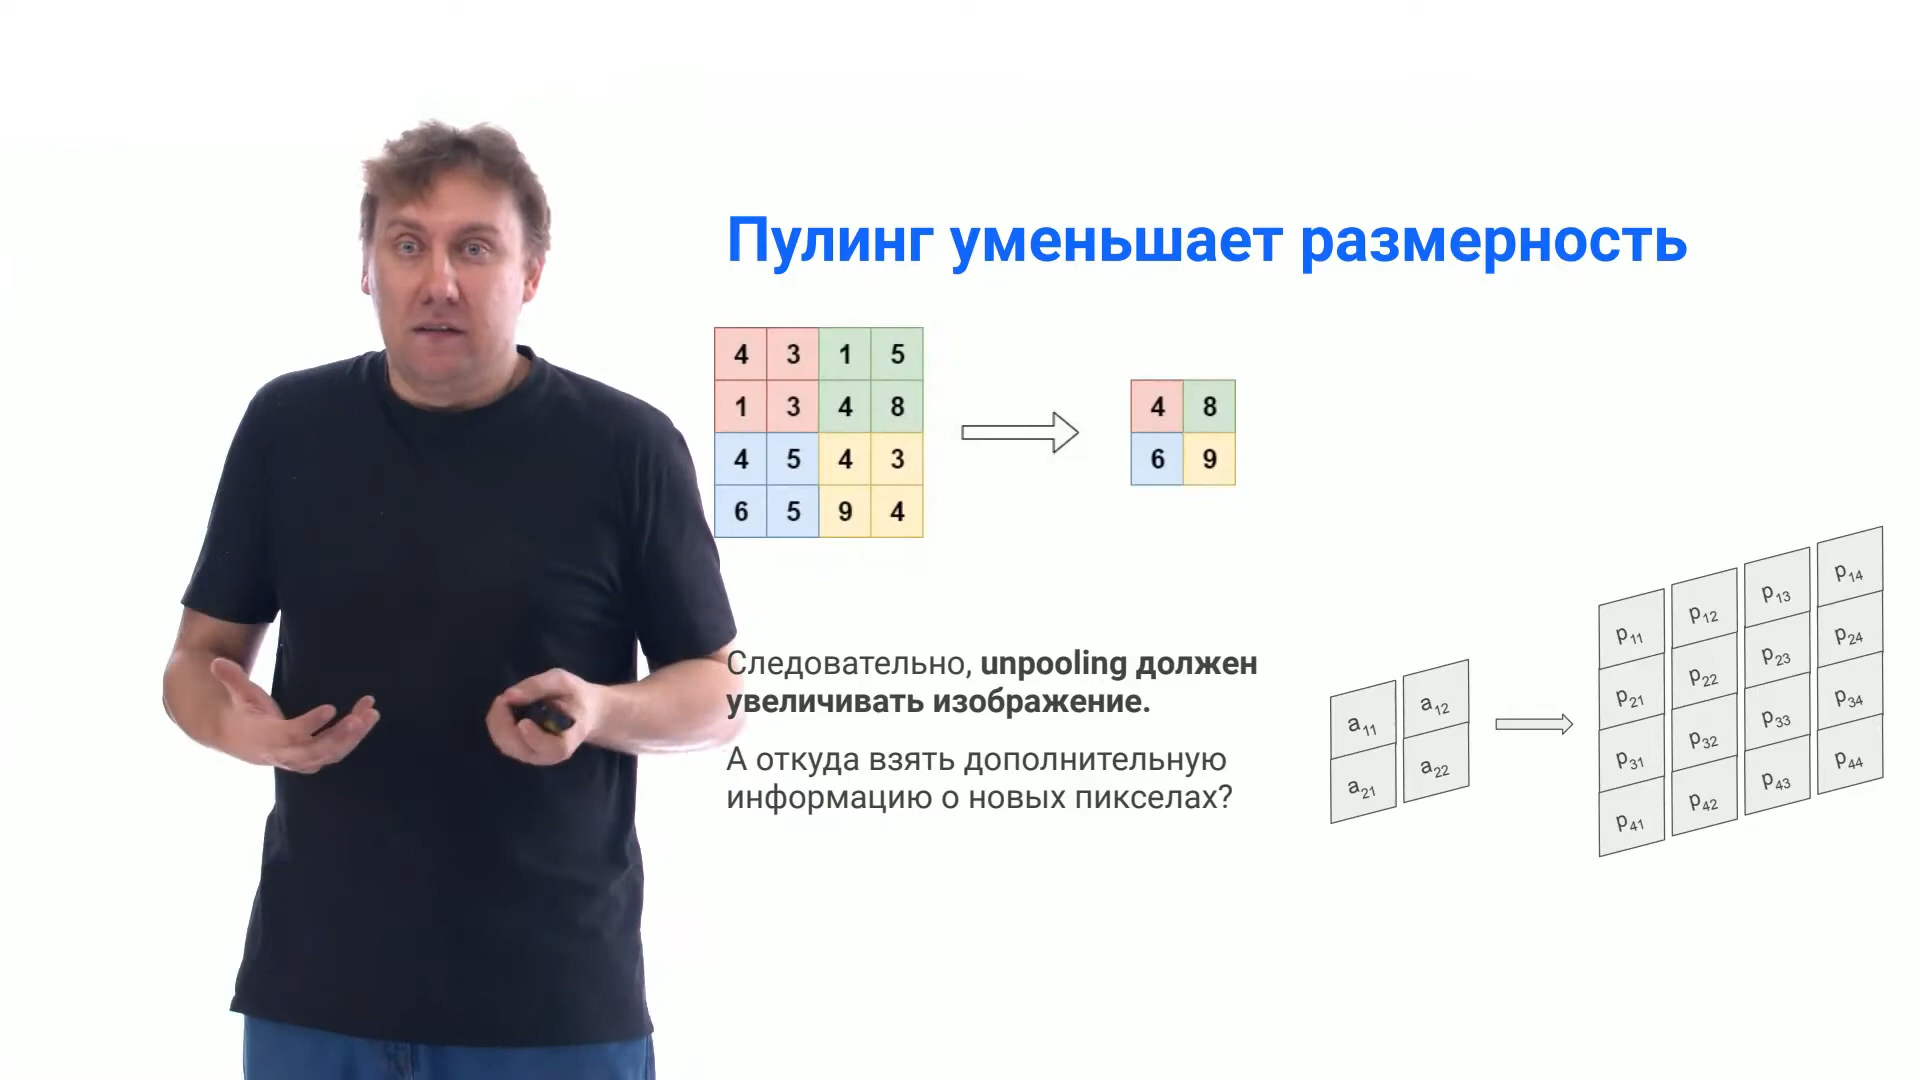 Пулинг уменьшает размерность
4 3 1 5
1 3 4 8
4 5 4 3
6 5 9 4
4 8
6 9
Следовательно, unpooling должен
увеличивать изображение.
А откуда взять дополнительную
информацию о новых пикселах?
a11 a12
a21 a22
p11 p12 p13 p14
p21 p22 p23 p24
p31 p32 p33 p34
p41 p42 p43 p44